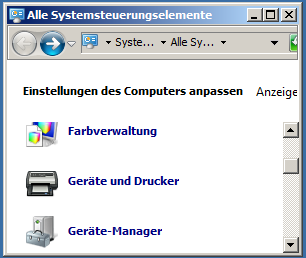 Alle Systemsteuerungselemente
Syste... Alle Sy...
Einstellungen des Computers anpassen Anzeige
Farbverwaltung
Geräte und Drucker
Geräte-Manager